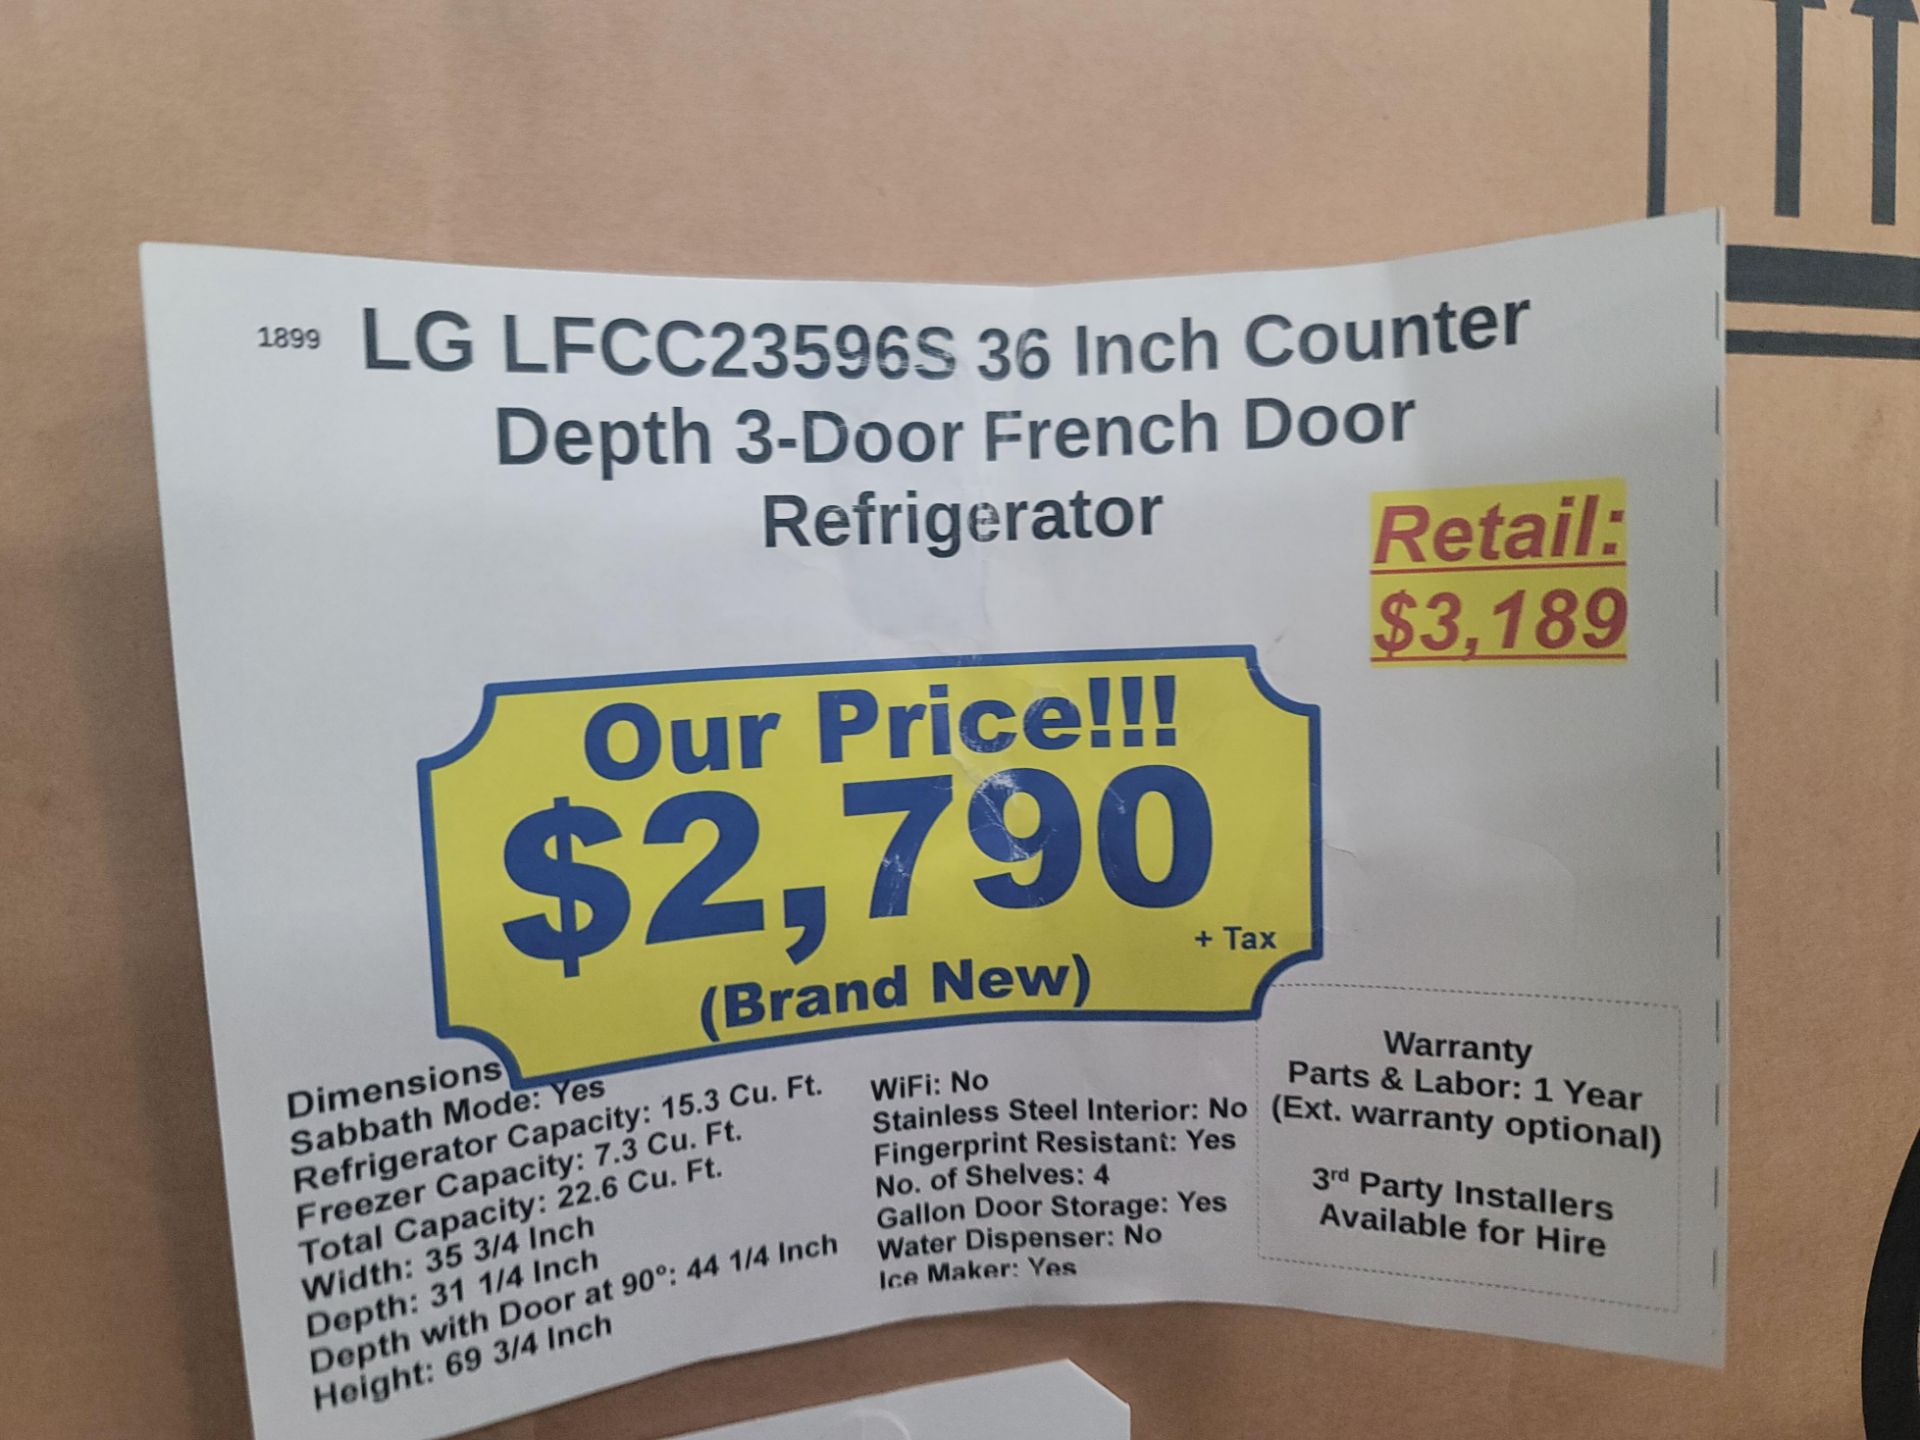 1899 LG LFCC23596S 36 Inch Counter
Depth 3-Door French Door
Refrigerator
Retail:
$3,189
Our Price!!!
$2,790
+ Tax
(Brand New)
Dimensions
Sabbath Mode: Yes
Refrigerator Capacity: 15.3 Cu. Ft.
Freezer Capacity: 7.3 Cu. Ft.
Total Capacity: 22.6 Cu. Ft.
Width: 35 3/4 Inch
Depth: 31 1/4 Inch
Depth with Door at 90°: 44 1/4 Inch
Height: 69 3/4 Inch
WiFi: No
Stainless Steel Interior: No
Fingerprint Resistant: Yes
No. of Shelves: 4
Gallon Door Storage: Yes
Water Dispenser: No
Ice Maker: Yes
Warranty
Parts & Labor: 1 Year
(Ext. warranty optional)
3rd Party Installers
Available for Hire